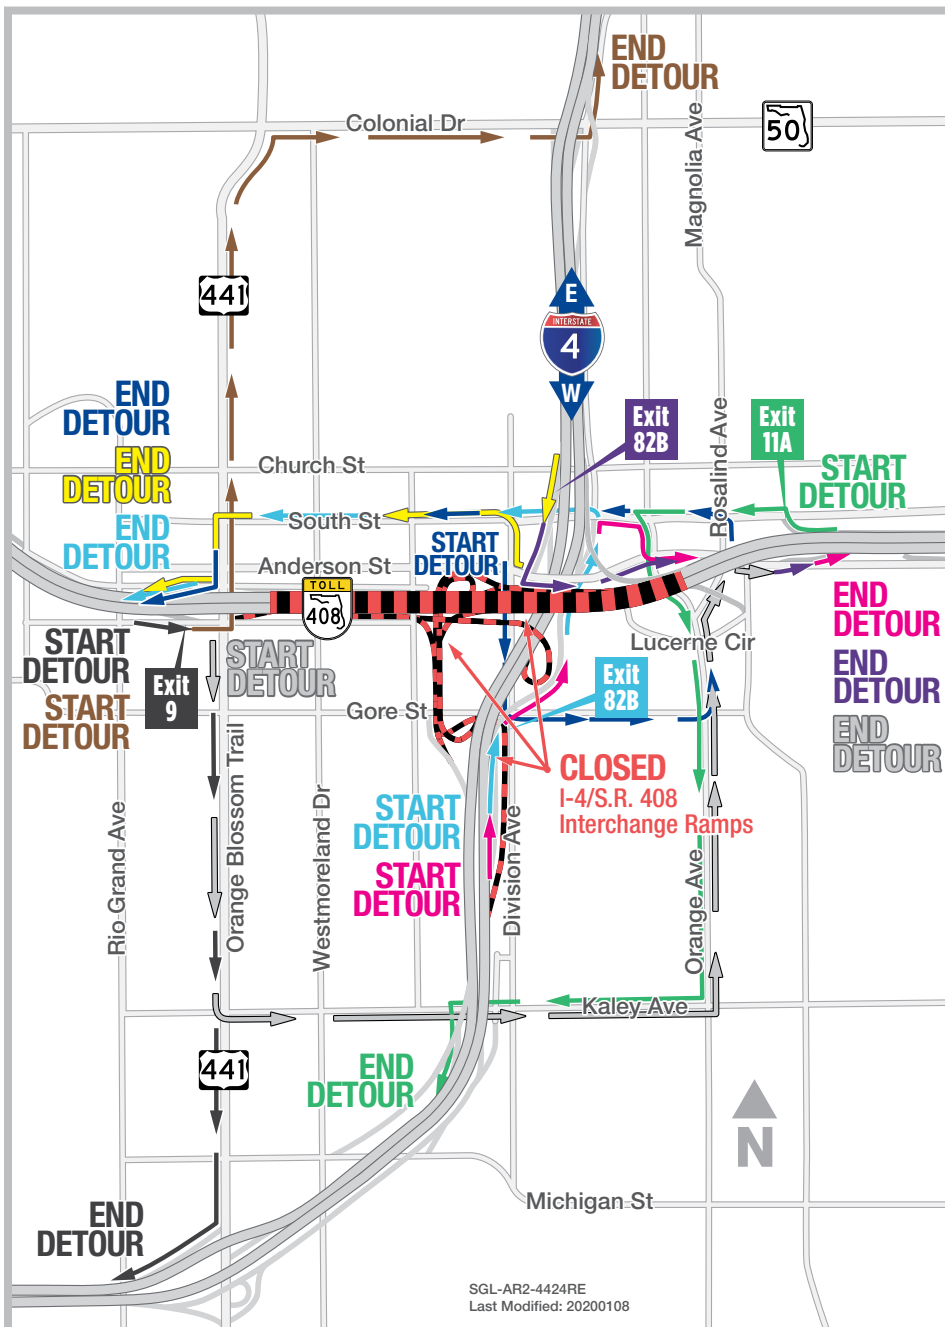 END
DETOUR
Colonial Dr
50
Magnolia Ave
441
E
INTERSTATE
4
W
END
DETOUR
Exit
82B
Exit
11A
Rosalind Ave
END
DETOUR
Church St
START
DETOUR
South St
END
DETOUR
START
DETOUR
Anderson St
TOLL
408
END
DETOUR
START
DETOUR
START
DETOUR
Exit
9
Lucerne Cir
END
DETOUR
Exit
82B
START
DETOUR
Gore St
END
DETOUR
CLOSED
I-4/S.R. 408
Interchange Ramps
START
DETOUR
START
DETOUR
Rio Grand Ave
Orange Blossom Trail
Westmoreland Dr
Division Ave
Orange Ave
Kaley Ave
441
END
DETOUR
N
Michigan St
END
DETOUR
SGL-AR2-4424RE
Last Modified: 20200108